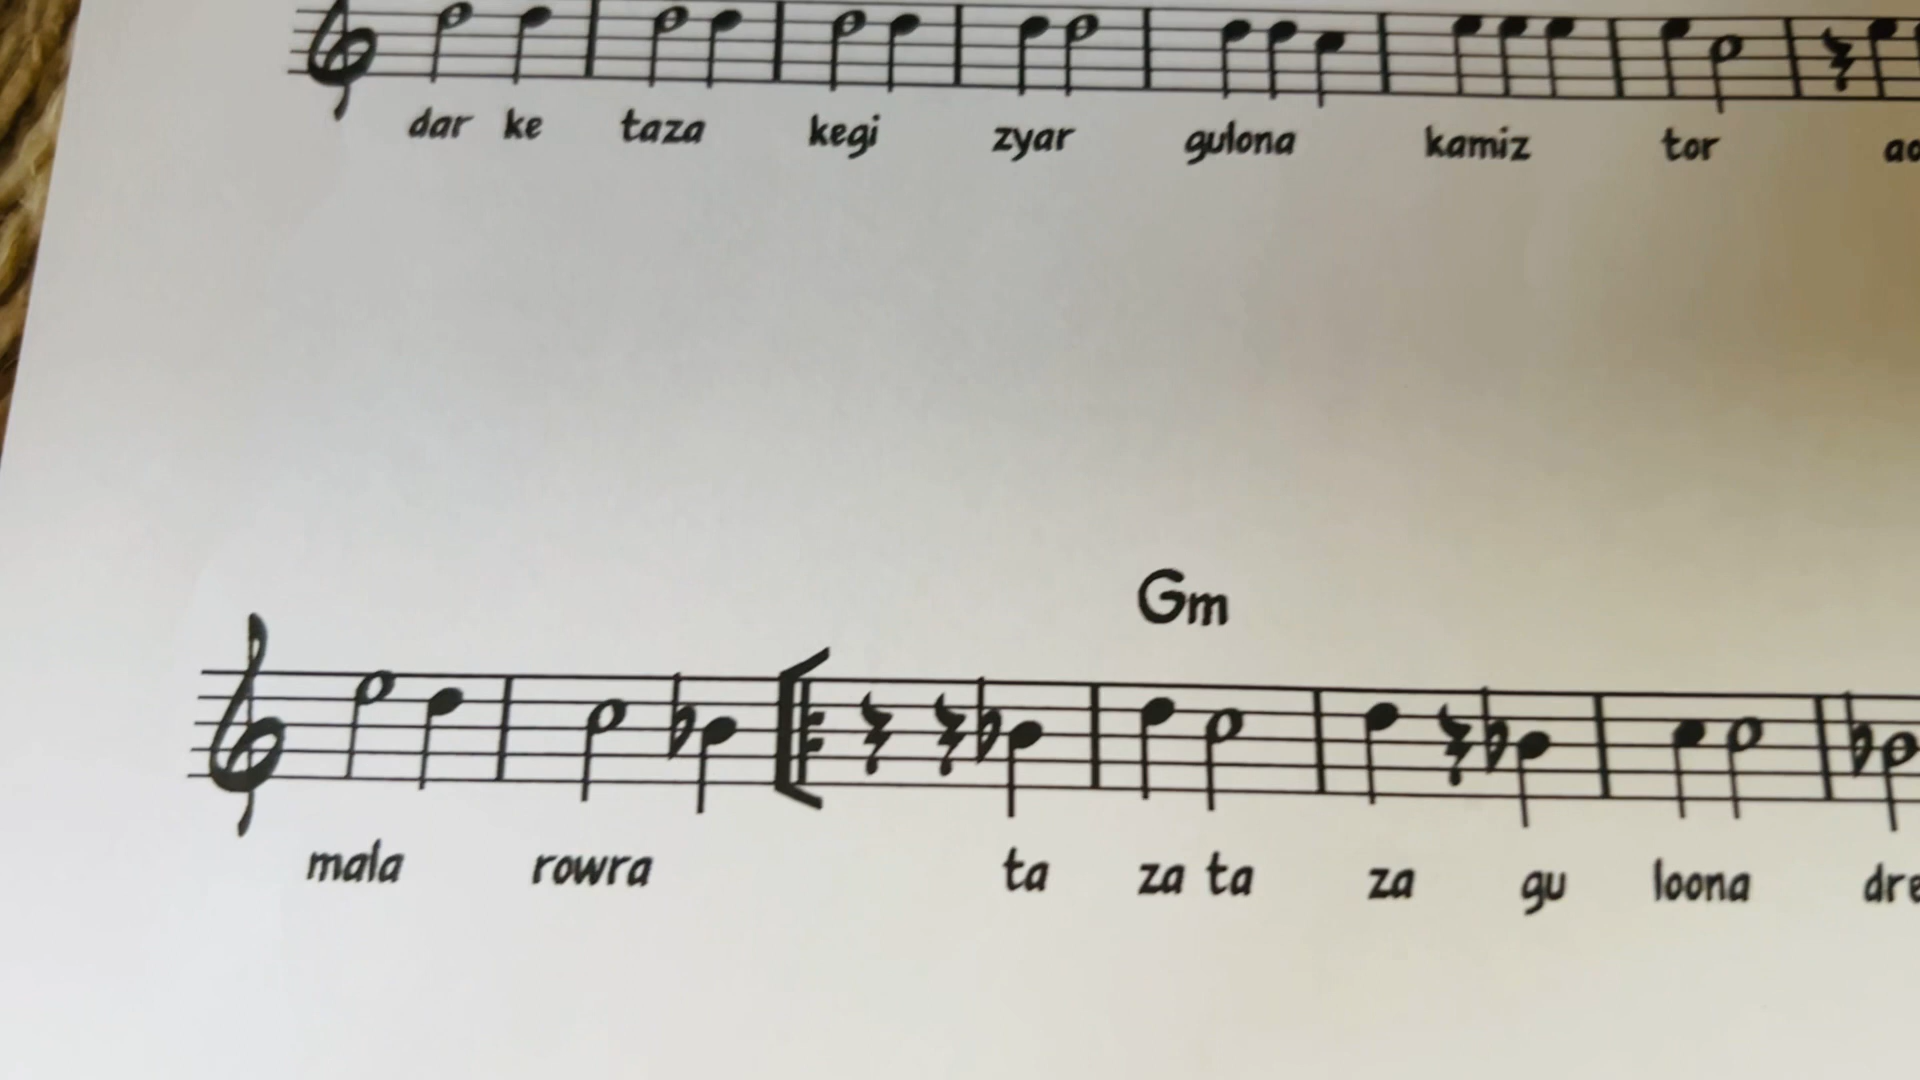 dar ke taza kegi zyar gulona kamiz tor
Gm
mala rowra ta za ta za gu loona